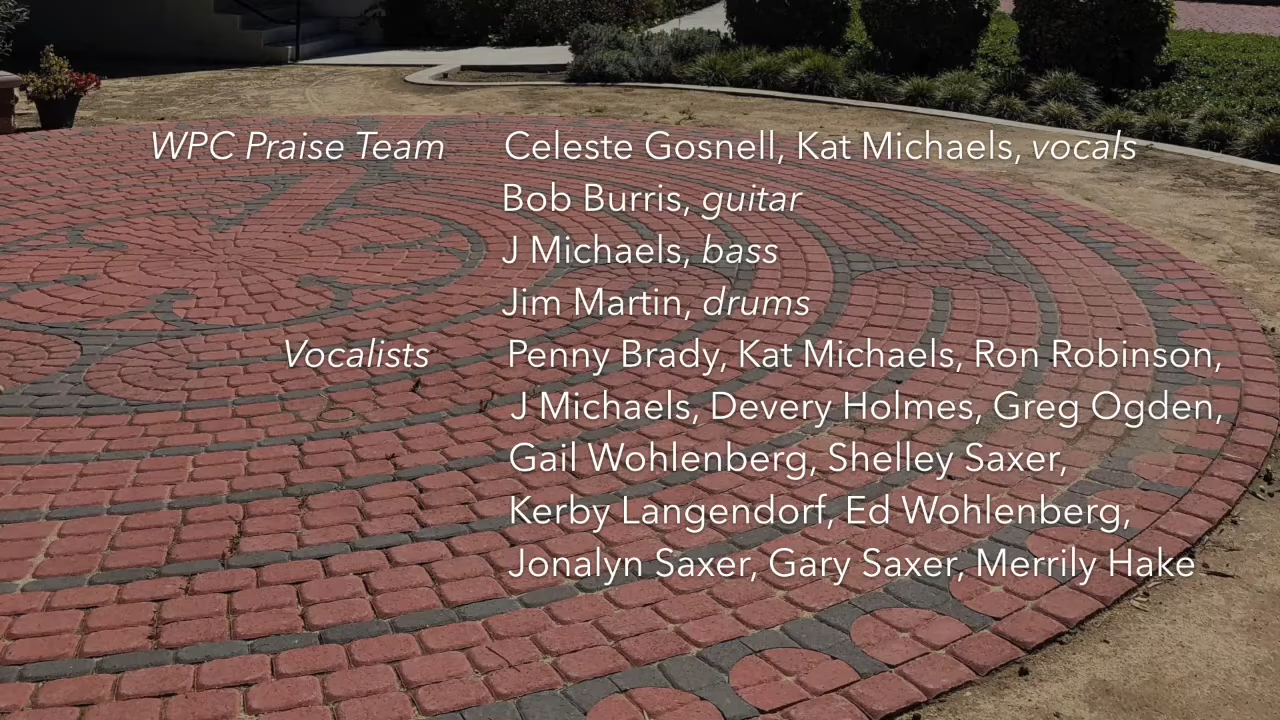 WPC Praise Team Celeste Gosnell, Kat Michaels, vocals
Bob Burris, guitar
J Michaels, bass
Jim Martin, drums
Vocalists Penny Brady, Kat Michaels, Ron Robinson,
J Michaels, Devery Holmes, Greg Ogden,
Gail Wohlenberg, Shelley Saxer,
Kerby Langendorf, Ed Wohlenberg,
Jonalyn Saxer, Gary Saxer, Merrily Hake